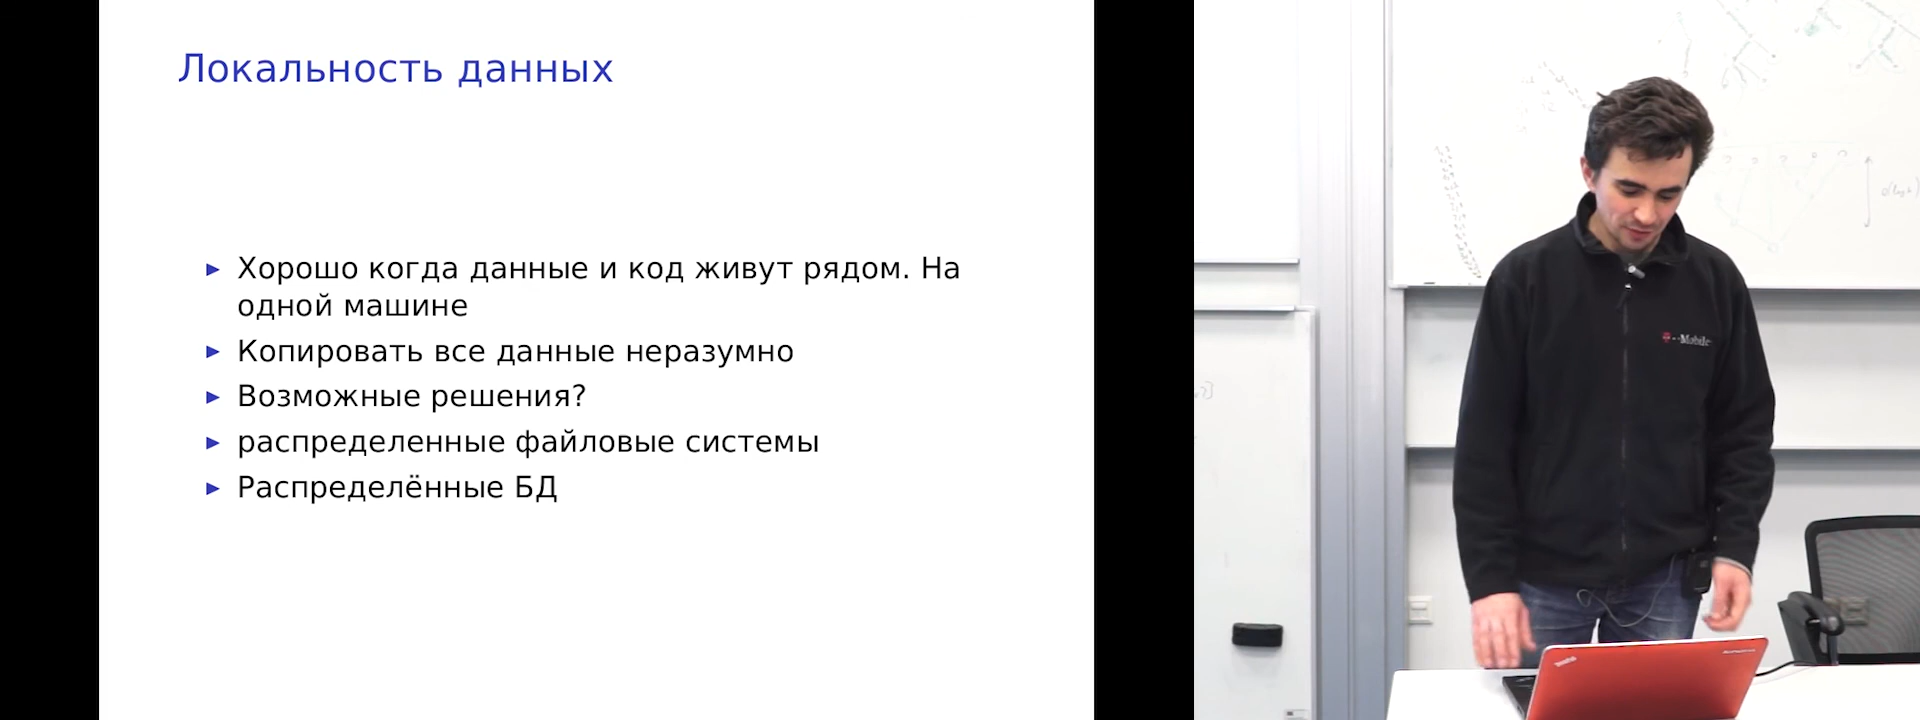 Локальность данных
Хорошо когда данные и код живут рядом. На
одной машине
Копировать все данные неразумно
Возможные решения?
распределенные файловые системы
Распределённые БД
T--Mobile-
O(log n)